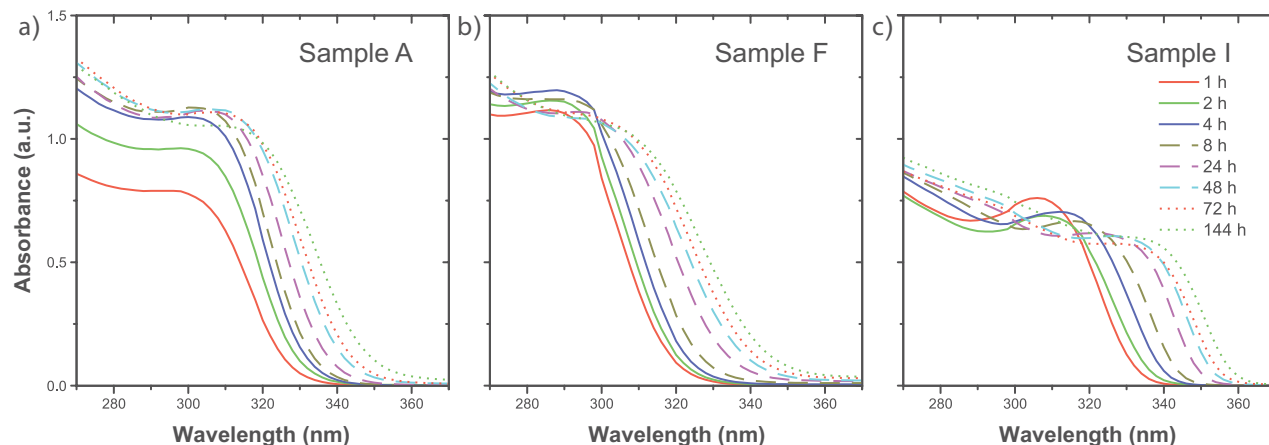 a)
1.5
1.0
0.5
0.0
Absorbance (a.u.)
Sample A
280 300 320 340 360
Wavelength (nm)
b)
Sample F
280 300 320 340 360
Wavelength (nm)
c)
Sample I
1 h
2 h
4 h
8 h
24 h
48 h
72 h
144 h
280 300 320 340 360
Wavelength (nm)